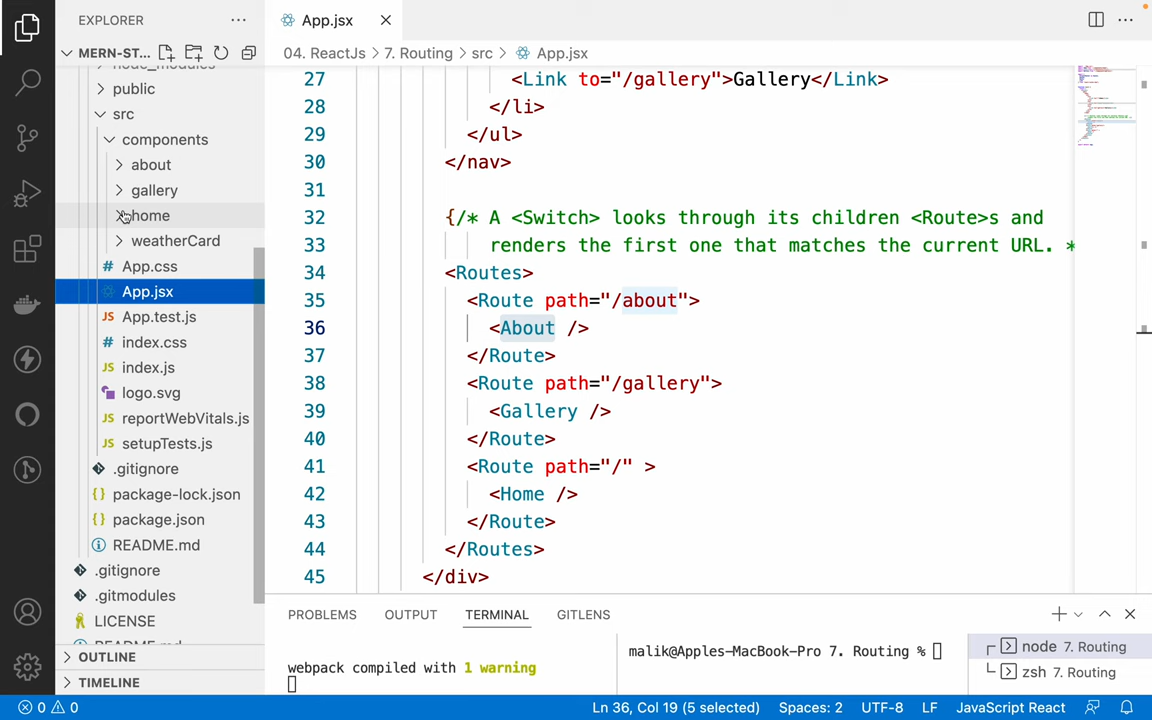 EXPLORER
MERN-ST...
node_modules
public
src
components
about
gallery
home
weatherCard
# App.css
App.jsx
JS App.test.js
# index.css
JS index.js
logo.svg
JS reportWebVitals.js
JS setupTests.js
.gitignore
{} package-lock.json
{} package.json
README.md
.gitignore
.gitmodules
LICENSE
README.md
OUTLINE
TIMELINE
App.jsx
04. ReactJs > 7. Routing > src > App.jsx
27 <Link to="/gallery">Gallery</Link>
28 </li>
29 </ul>
30 </nav>
31
32 {/* A <Switch> looks through its children <Route>s and
33 renders the first one that matches the current URL. *
34 <Routes>
35 <Route path="/about">
36 <About />
37 </Route>
38 <Route path="/gallery">
39 <Gallery />
40 </Route>
41 <Route path="/" >
42 <Home />
43 </Route>
44 </Routes>
45 </div>
PROBLEMS OUTPUT TERMINAL GITLENS
webpack compiled with 1 warning
malik@Apples-MacBook-Pro 7. Routing %
node 7. Routing
zsh 7. Routing
0 0 Ln 36, Col 19 (5 selected) Spaces: 2 UTF-8 LF JavaScript React